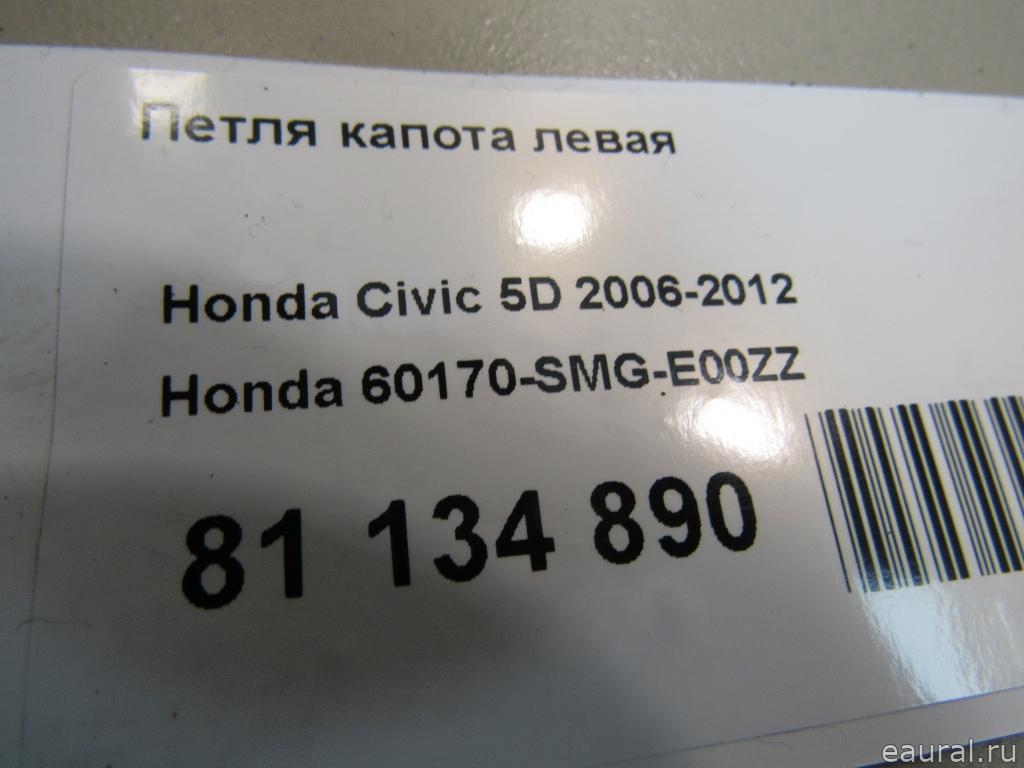 Петля капота левая
Honda Civic 5D 2006-2012
Honda 60170-SMG-E00ZZ
81 134 890
eaural.ru